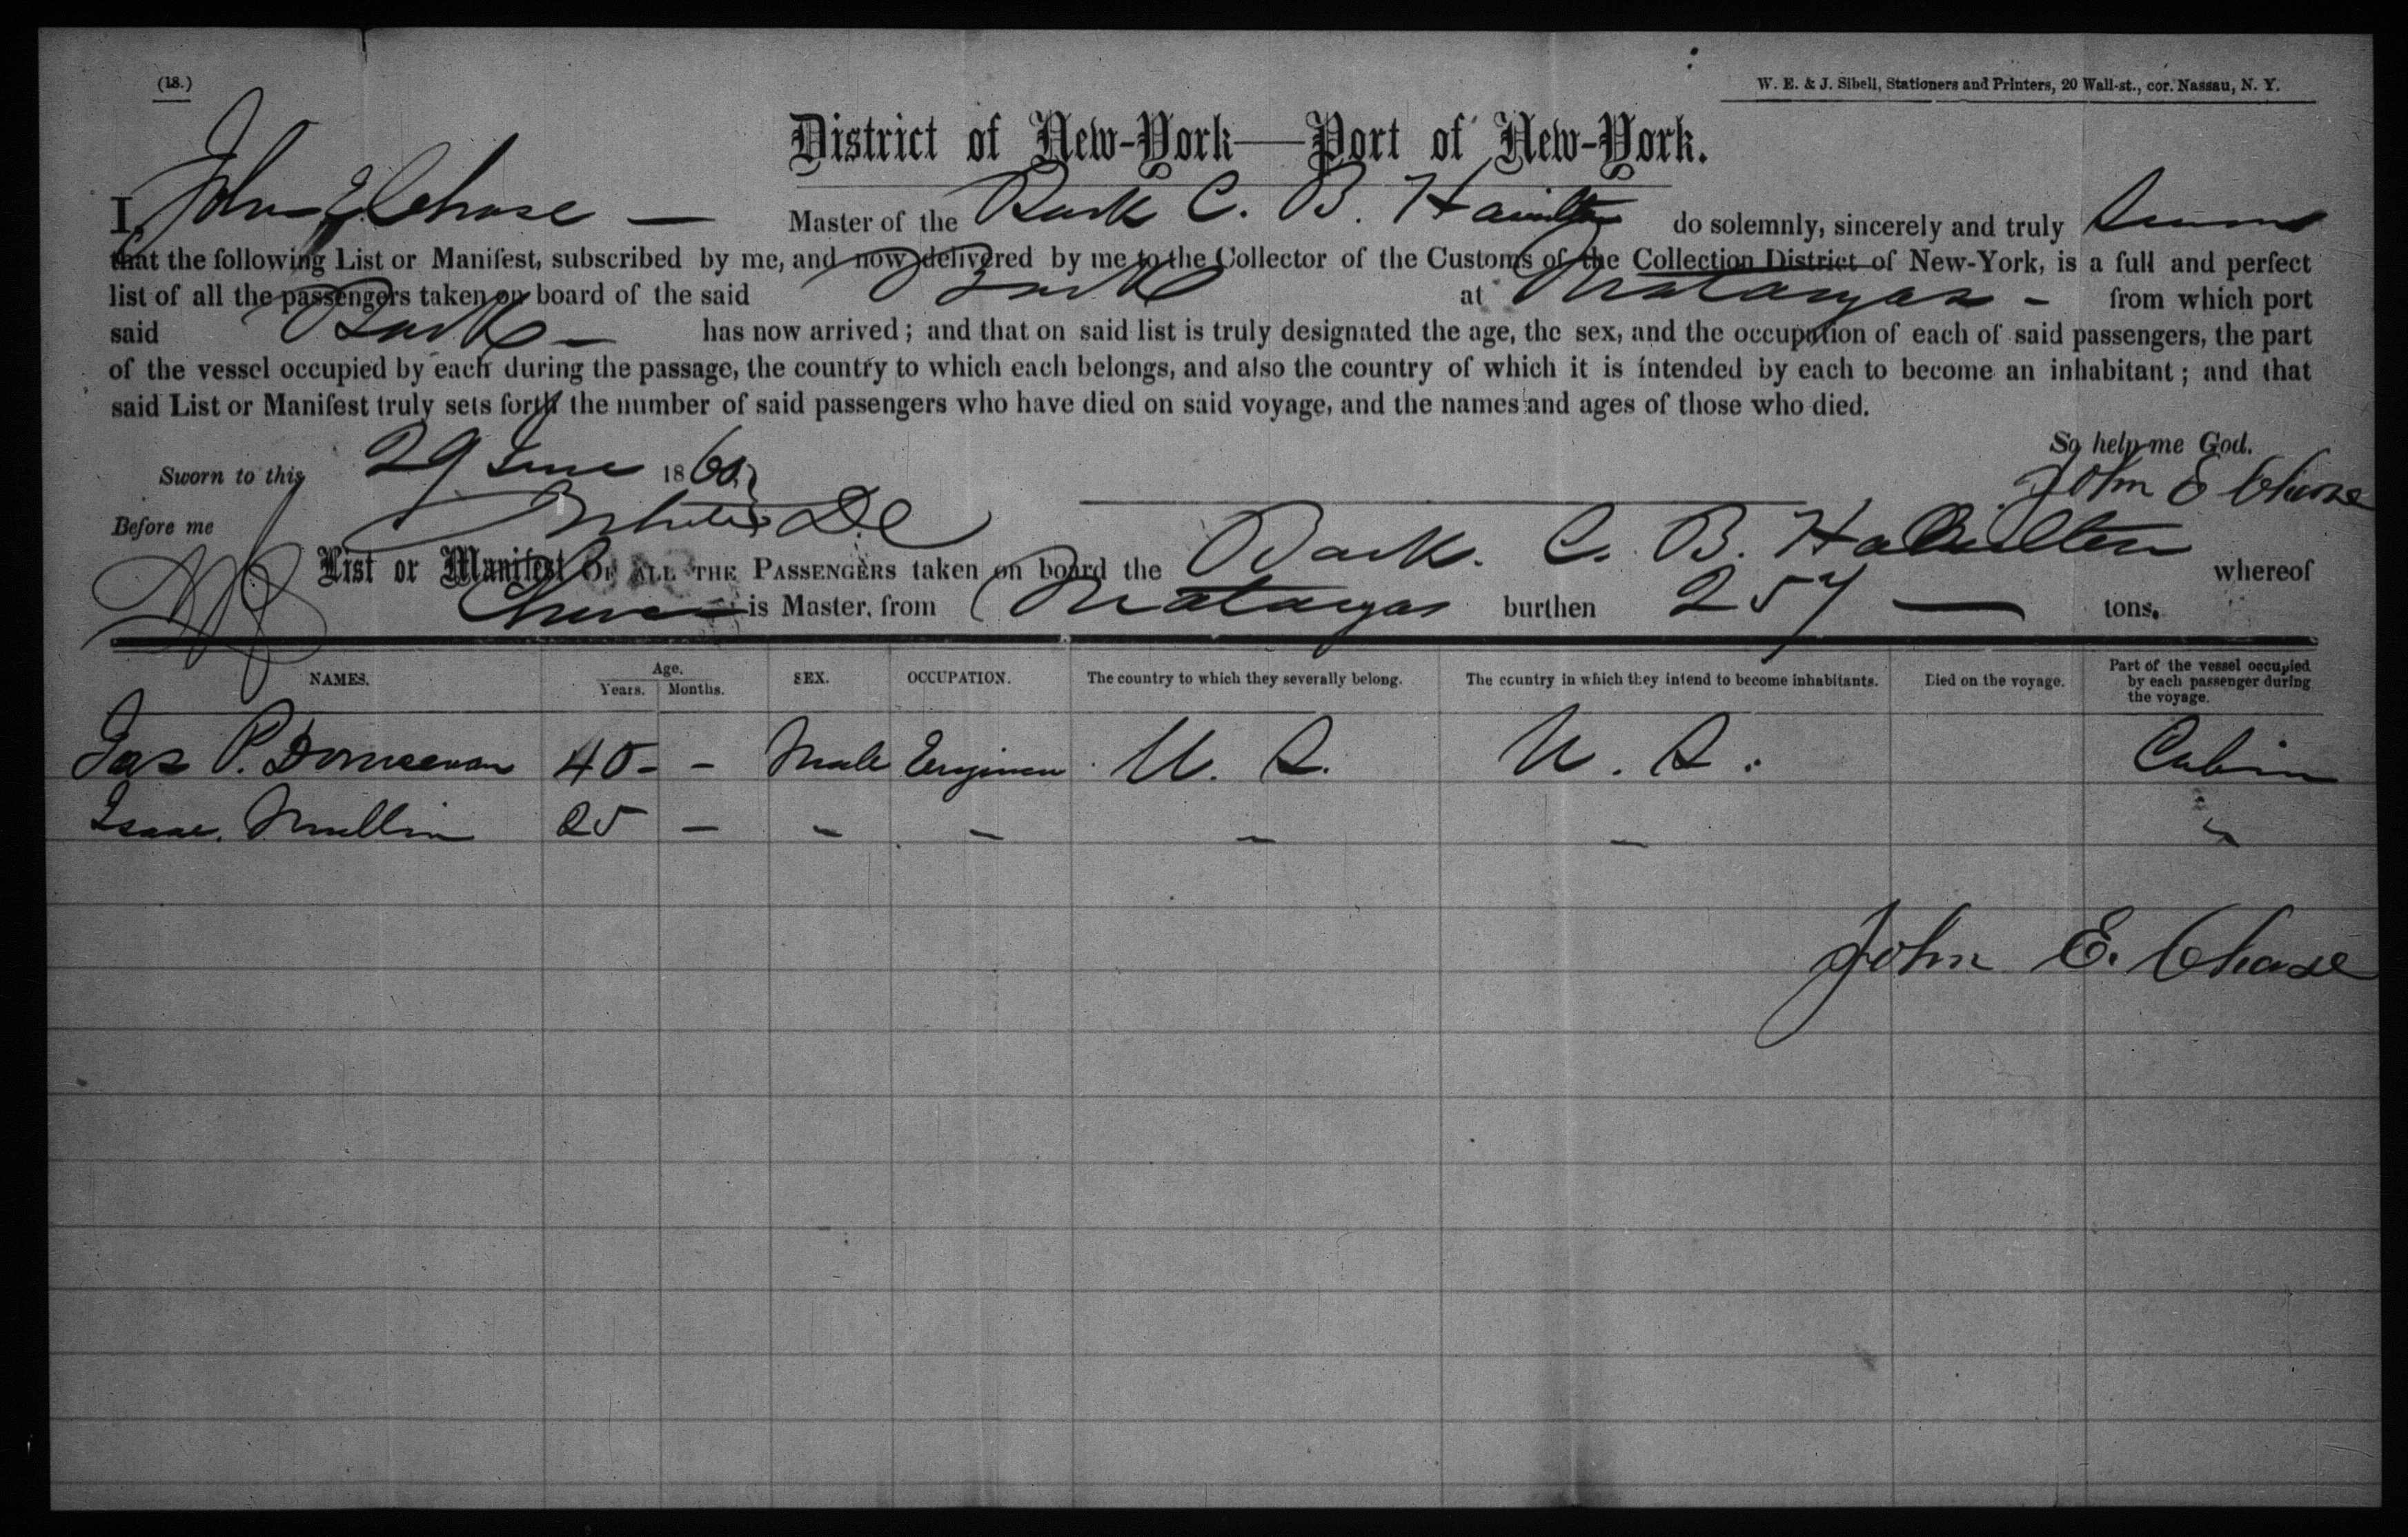 (18.)
W. E. & J. Sibell, Stationers and Printers, 20 Wall-st., cor. Nassau, N. Y.
District of New-York—Port of New-York.
I, John E Chase — Master of the Bark C. B. Hamilton do solemnly, sincerely and truly Swear
that the following List or Manifest, subscribed by me, and now delivered by me to the Collector of the Customs of the Collection District of New-York, is a full and perfect
list of all the passengers taken on board of the said Bark at Matanzas - from which port
said Bark — has now arrived; and that on said list is truly designated the age, the sex, and the occupation of each of said passengers, the part
of the vessel occupied by each during the passage, the country to which each belongs, and also the country of which it is intended by each to become an inhabitant; and that
said List or Manifest truly sets forth the number of said passengers who have died on said voyage, and the names and ages of those who died.
So help me God.
Sworn to this 29 June 1860 John E Chase
Before me
List or Manifest OF ALL THE PASSENGERS taken on board the Bark. C. B. Hamilton whereof
Chase is Master, from Matanzas burthen 257 — tons.
NAMES. Age. Years. Months. SEX. OCCUPATION. The country to which they severally belong. The country in which they intend to become inhabitants. Died on the voyage. Part of the vessel occupied by each passenger during the voyage.
Jas P. Donnevan 40 - - Male Engineer U. S. U. S. Cabin
Isaac Mullin 25 - - - - - "
John E. Chase